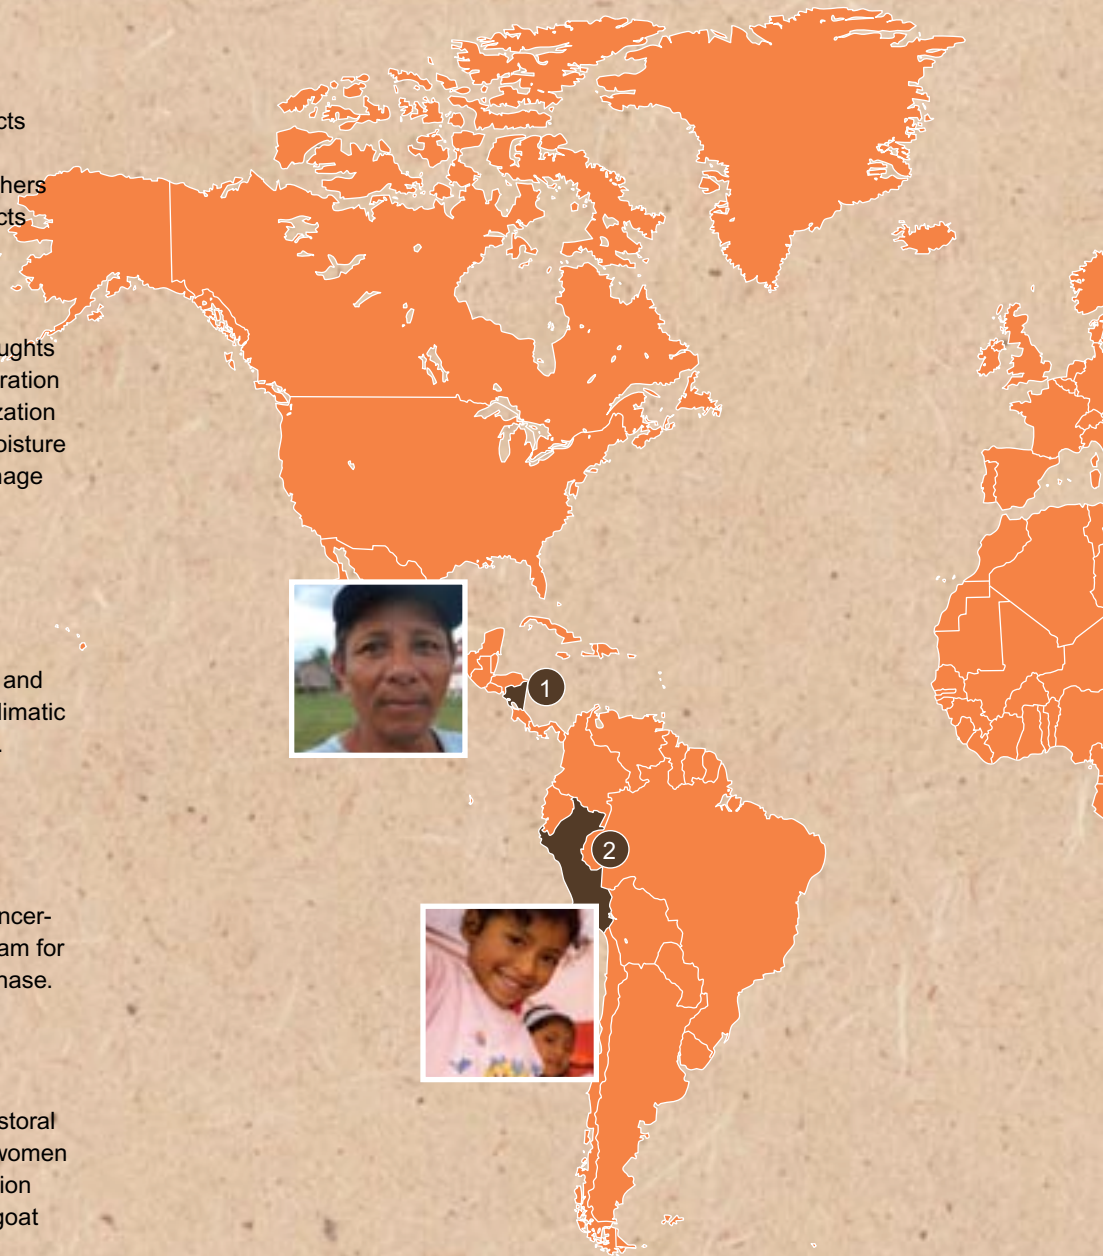 cts
hers
cts
ughts
ration
zation
oisture
nage
and
limatic
1
2
ncer-
am for
hase.
storal
women
ion
goat